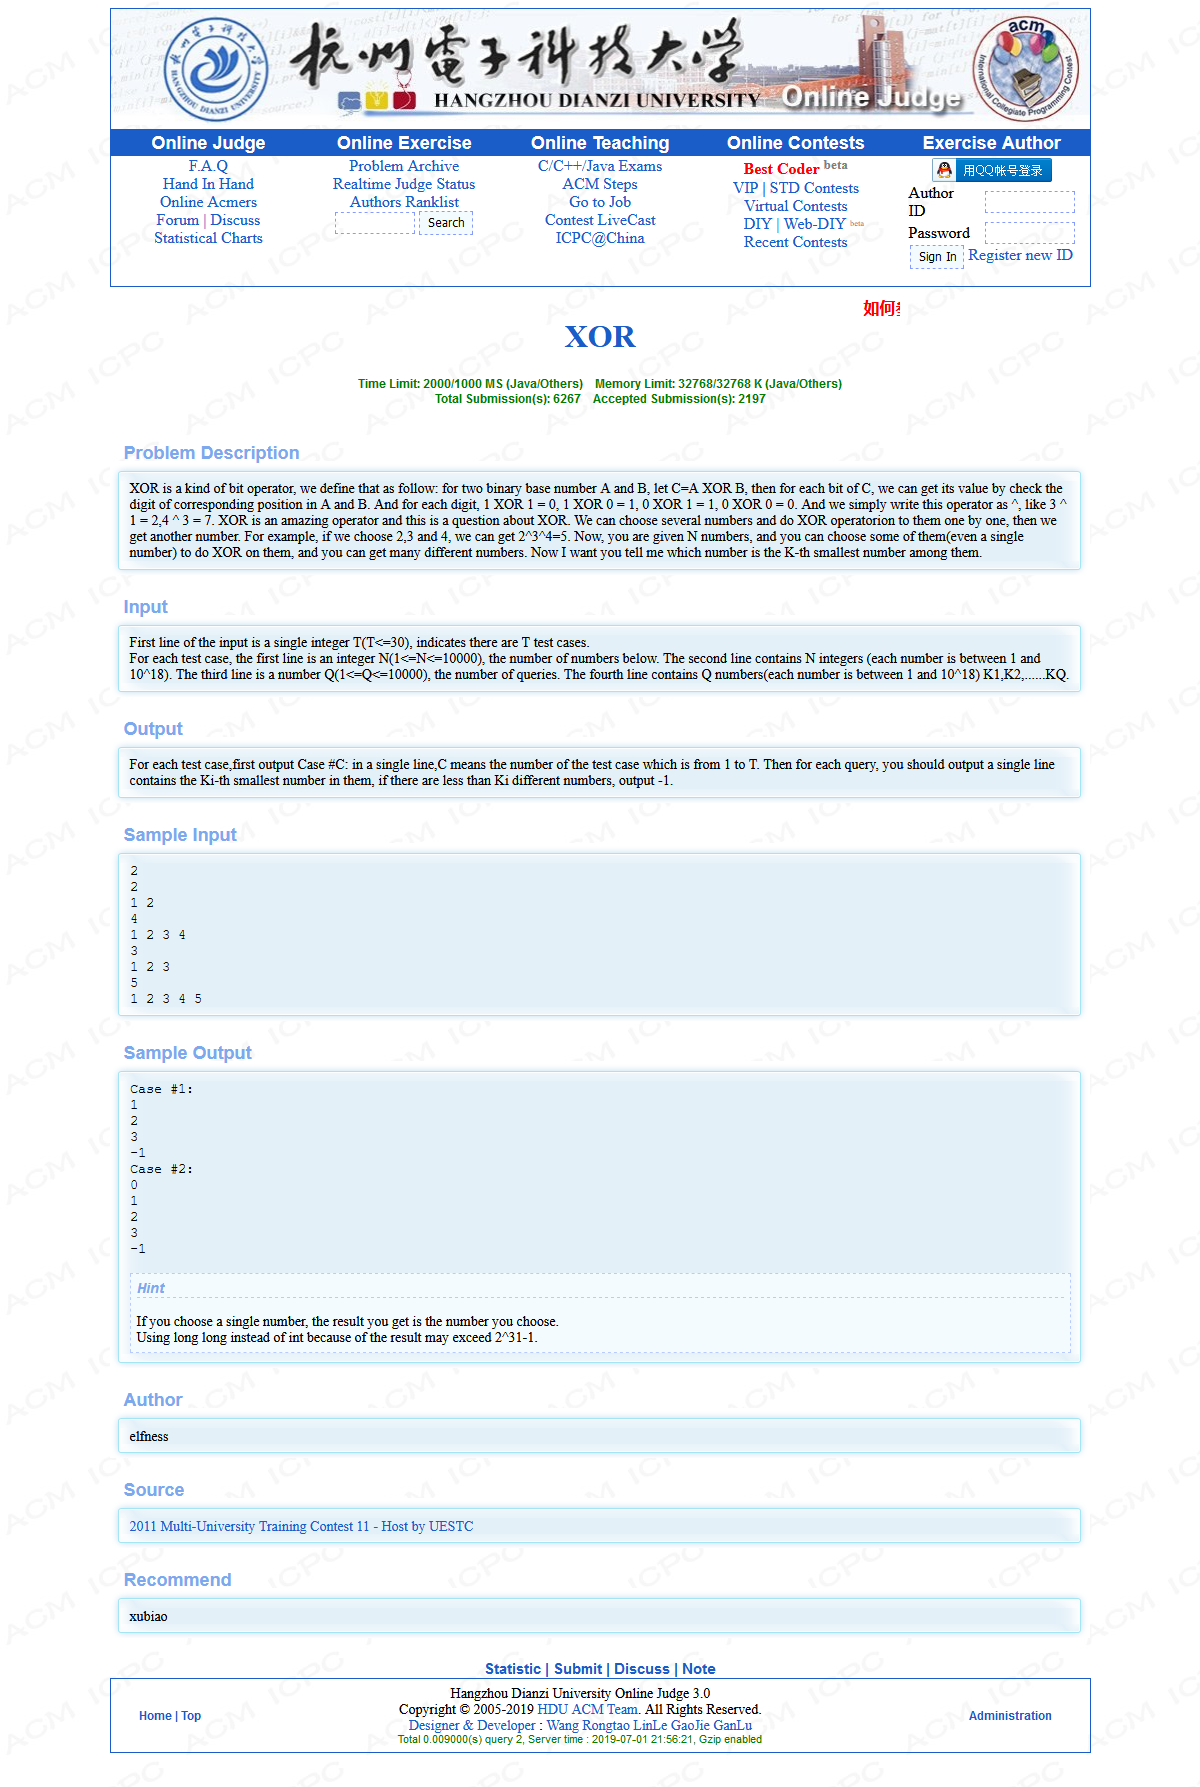 杭州電子科技大学
HANGZHOU DIANZI UNIVERSITY Online Judge
Online Judge Online Exercise Online Teaching Online Contests Exercise Author
F.A.Q
Hand In Hand
Online Acmers
Forum | Discuss
Statistical Charts
Problem Archive
Realtime Judge Status
Authors Ranklist
Search
C/C++/Java Exams
ACM Steps
Go to Job
Contest LiveCast
ICPC@China
Best Coder beta
VIP | STD Contests
Virtual Contests
DIY | Web-DIY beta
Recent Contests
用QQ帐号登录
Author ID
Password
Sign In Register new ID
如何
XOR
Time Limit: 2000/1000 MS (Java/Others) Memory Limit: 32768/32768 K (Java/Others)
Total Submission(s): 6267 Accepted Submission(s): 2197
Problem Description
XOR is a kind of bit operator, we define that as follow: for two binary base number A and B, let C=A XOR B, then for each bit of C, we can get its value by check the
digit of corresponding position in A and B. And for each digit, 1 XOR 1 = 0, 1 XOR 0 = 1, 0 XOR 1 = 1, 0 XOR 0 = 0. And we simply write this operator as ^, like 3 ^
1 = 2,4 ^ 3 = 7. XOR is an amazing operator and this is a question about XOR. We can choose several numbers and do XOR operatorion to them one by one, then we
get another number. For example, if we choose 2,3 and 4, we can get 2^3^4=5. Now, you are given N numbers, and you can choose some of them(even a single
number) to do XOR on them, and you can get many different numbers. Now I want you tell me which number is the K-th smallest number among them.
Input
First line of the input is a single integer T(T<=30), indicates there are T test cases.
For each test case, the first line is an integer N(1<=N<=10000), the number of numbers below. The second line contains N integers (each number is between 1 and
10^18). The third line is a number Q(1<=Q<=10000), the number of queries. The fourth line contains Q numbers(each number is between 1 and 10^18) K1,K2,......KQ.
Output
For each test case,first output Case #C: in a single line,C means the number of the test case which is from 1 to T. Then for each query, you should output a single line
contains the Ki-th smallest number in them, if there are less than Ki different numbers, output -1.
Sample Input
2
2
1 2
4
1 2 3 4
3
1 2 3
5
1 2 3 4 5
Sample Output
Case #1:
1
2
3
-1
Case #2:
0
1
2
3
-1
Hint
If you choose a single number, the result you get is the number you choose.
Using long long instead of int because of the result may exceed 2^31-1.
Author
elfness
Source
2011 Multi-University Training Contest 11 - Host by UESTC
Recommend
xubiao
Statistic | Submit | Discuss | Note
Home | Top
Hangzhou Dianzi University Online Judge 3.0
Copyright © 2005-2019 HDU ACM Team. All Rights Reserved.
Designer & Developer : Wang Rongtao LinLe GaoJie GanLu
Total 0.009000(s) query 2, Server time : 2019-07-01 21:56:21, Gzip enabled
Administration